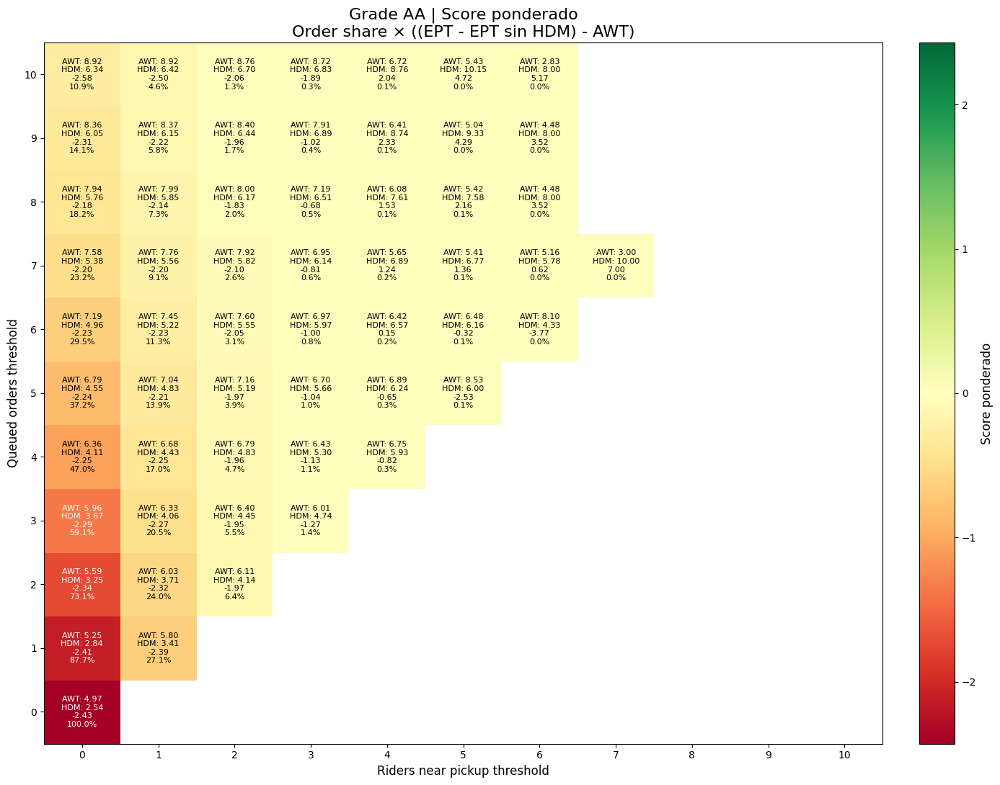 Grade AA | Score ponderado
Order share × ((EPT - EPT sin HDM) - AWT)
Queued orders threshold
10
AWT: 8.92
HDM: 6.34
-2.58
10.9%
AWT: 8.92
HDM: 6.42
-2.50
4.6%
AWT: 8.76
HDM: 6.70
-2.06
1.3%
AWT: 8.72
HDM: 6.83
-1.89
0.3%
AWT: 6.72
HDM: 8.76
2.04
0.1%
AWT: 5.43
HDM: 10.15
4.72
0.0%
AWT: 2.83
HDM: 8.00
5.17
0.0%
9
AWT: 8.36
HDM: 6.05
-2.31
14.1%
AWT: 8.37
HDM: 6.15
-2.22
5.8%
AWT: 8.40
HDM: 6.44
-1.96
1.7%
AWT: 7.91
HDM: 6.89
-1.02
0.4%
AWT: 6.41
HDM: 8.74
2.33
0.1%
AWT: 5.04
HDM: 9.33
4.29
0.0%
AWT: 4.48
HDM: 8.00
3.52
0.0%
8
AWT: 7.94
HDM: 5.76
-2.18
18.2%
AWT: 7.99
HDM: 5.85
-2.14
7.3%
AWT: 8.00
HDM: 6.17
-1.83
2.0%
AWT: 7.19
HDM: 6.51
-0.68
0.5%
AWT: 6.08
HDM: 7.61
1.53
0.1%
AWT: 5.42
HDM: 7.58
2.16
0.1%
AWT: 4.48
HDM: 8.00
3.52
0.0%
7
AWT: 7.58
HDM: 5.38
-2.20
23.2%
AWT: 7.76
HDM: 5.56
-2.20
9.1%
AWT: 7.92
HDM: 5.82
-2.10
2.6%
AWT: 6.95
HDM: 6.14
-0.81
0.6%
AWT: 5.65
HDM: 6.89
1.24
0.2%
AWT: 5.41
HDM: 6.77
1.36
0.1%
AWT: 5.16
HDM: 5.78
0.62
0.0%
AWT: 3.00
HDM: 10.00
7.00
0.0%
6
AWT: 7.19
HDM: 4.96
-2.23
29.5%
AWT: 7.45
HDM: 5.22
-2.23
11.3%
AWT: 7.60
HDM: 5.55
-2.05
3.1%
AWT: 6.97
HDM: 5.97
-1.00
0.8%
AWT: 6.42
HDM: 6.57
0.15
0.2%
AWT: 6.48
HDM: 6.16
-0.32
0.1%
AWT: 8.10
HDM: 4.33
-3.77
0.0%
5
AWT: 6.79
HDM: 4.55
-2.24
37.2%
AWT: 7.04
HDM: 4.83
-2.21
13.9%
AWT: 7.16
HDM: 5.19
-1.97
3.9%
AWT: 6.70
HDM: 5.66
-1.04
1.0%
AWT: 6.89
HDM: 6.24
-0.65
0.3%
AWT: 8.53
HDM: 6.00
-2.53
0.1%
4
AWT: 6.36
HDM: 4.11
-2.25
47.0%
AWT: 6.68
HDM: 4.43
-2.25
17.0%
AWT: 6.79
HDM: 4.83
-1.96
4.7%
AWT: 6.43
HDM: 5.30
-1.13
1.1%
AWT: 6.75
HDM: 5.93
-0.82
0.3%
3
AWT: 5.96
HDM: 3.67
-2.29
59.1%
AWT: 6.33
HDM: 4.06
-2.27
20.5%
AWT: 6.40
HDM: 4.45
-1.95
5.5%
AWT: 6.01
HDM: 4.74
-1.27
1.4%
2
AWT: 5.59
HDM: 3.25
-2.34
73.1%
AWT: 6.03
HDM: 3.71
-2.32
24.0%
AWT: 6.11
HDM: 4.14
-1.97
6.4%
1
AWT: 5.25
HDM: 2.84
-2.41
87.7%
AWT: 5.80
HDM: 3.41
-2.39
27.1%
0
AWT: 4.97
HDM: 2.54
-2.43
100.0%
0 1 2 3 4 5 6 7 8 9 10
Riders near pickup threshold
2
1
0
−1
−2
Score ponderado